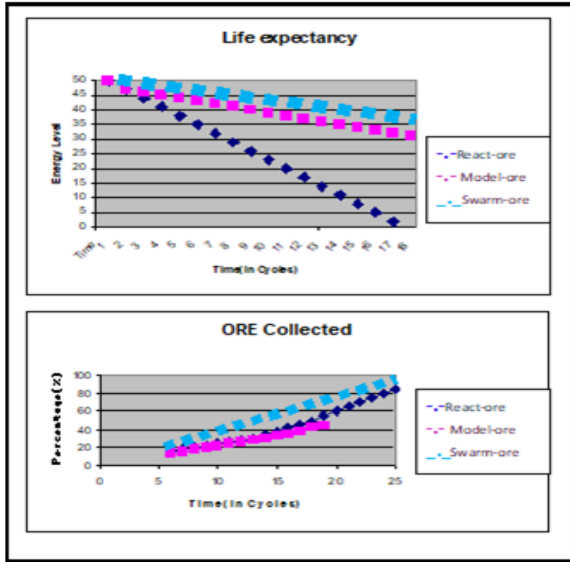 Life expectancy
50
45
40
35
30
25
20
15
10
5
0
Energy Level
Time 1 2 3 4 5 6 7 8 9 10 11 12 13 14 15 16 17 18
Time(In Cycles)
React-ore
Model-ore
Swarm-ore
ORE Collected
100
80
60
40
20
0
Percentage(%)
0 5 10 15 20 25
Time(In Cycles)
React-ore
Model-ore
Swarm-ore